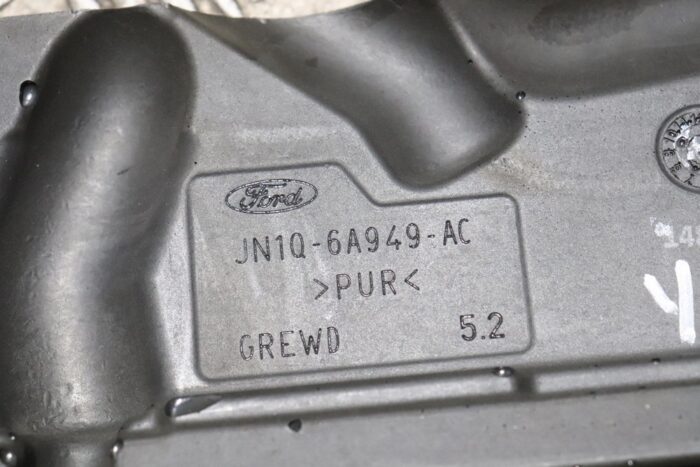 Ford
JN1Q-6A949-AC
>PUR<
GREWD 5.2